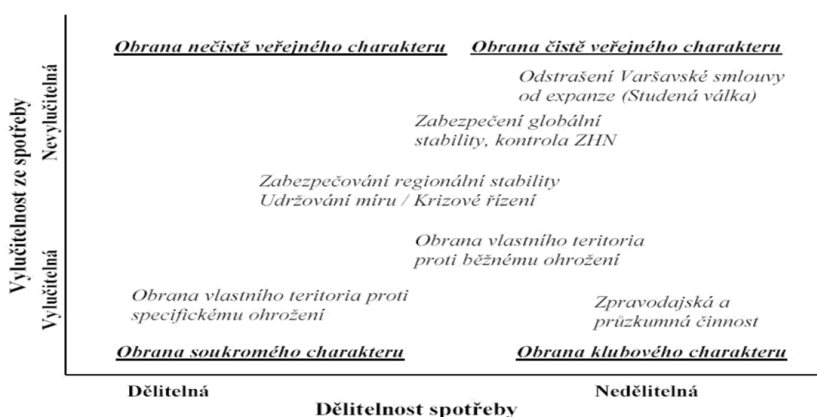 Obrana nečistě veřejného charakteru
Obrana čistě veřejného charakteru
Odstrašení Varšavské smlouvy
od expanze (Studená válka)
Zabezpečení globální
stability, kontrola ZHN
Zabezpečování regionální stability
Udržování míru / Krizové řízení
Obrana vlastního teritoria
proti běžnému ohrožení
Obrana vlastního teritoria proti
specifickému ohrožení
Zpravodajská a
průzkumná činnost
Obrana soukromého charakteru
Obrana klubového charakteru
Vylučitelnost ze spotřeby
Nevylučitelná
Vylučitelná
Dělitelná
Nedělitelná
Dělitelnost spotřeby